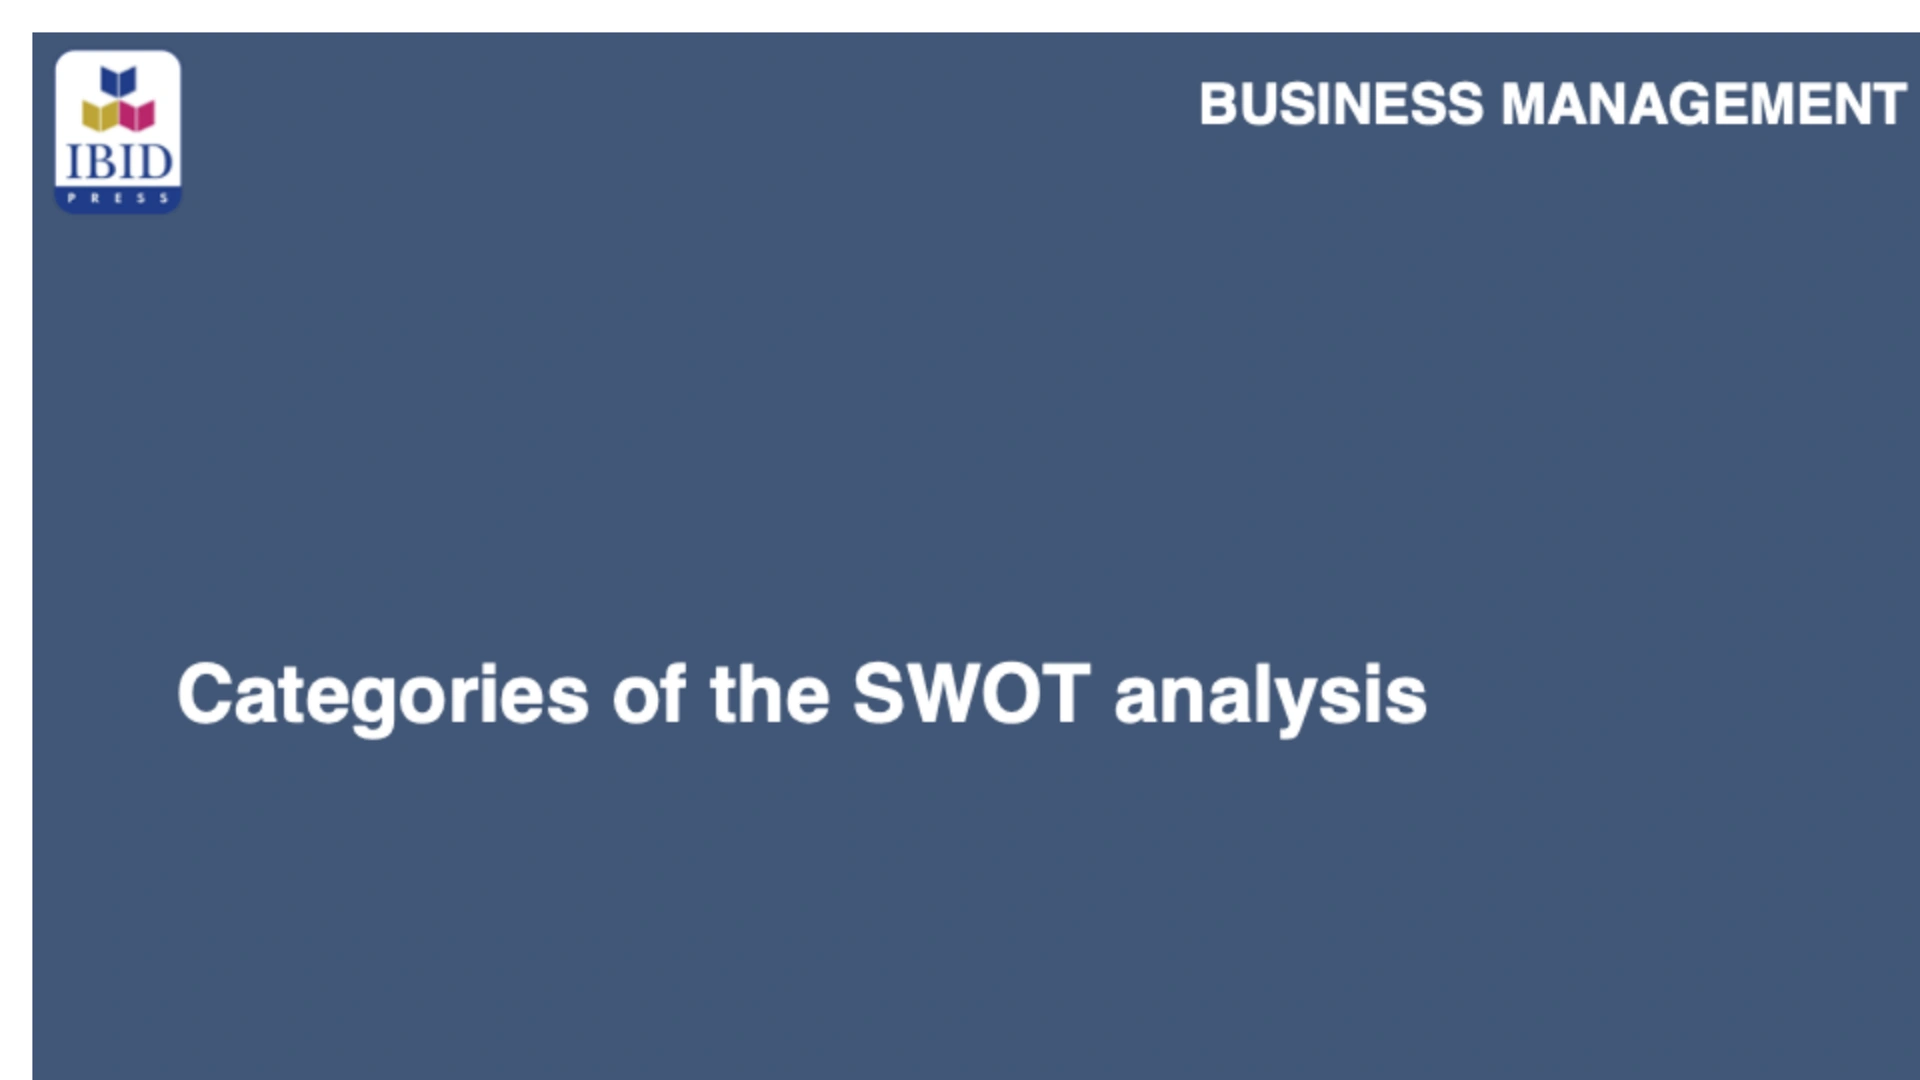 IBID
PRESS
BUSINESS MANAGEMENT
Categories of the SWOT analysis